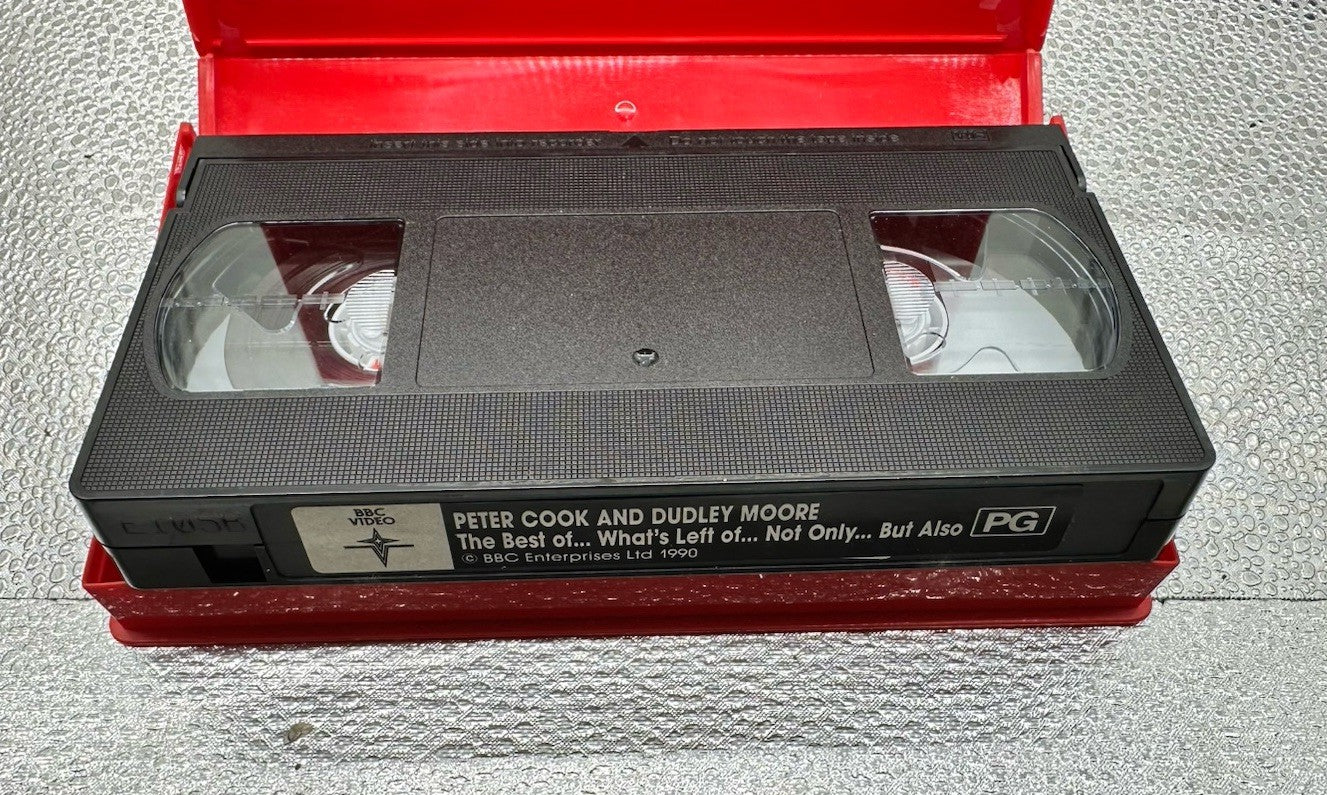 BBC
VIDEO
PETER COOK AND DUDLEY MOORE
The Best of... What's Left of... Not Only... But Also
PG
© BBC Enterprises Ltd 1990